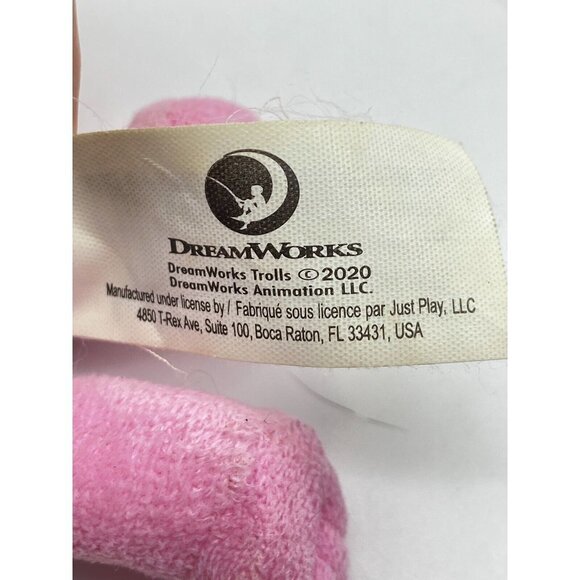 DREAMWORKS
DreamWorks Trolls ©2020
DreamWorks Animation LLC.
Manufactured under license by / Fabriqué sous licence par Just Play, LLC
4850 T-Rex Ave, Suite 100, Boca Raton, FL 33431, USA